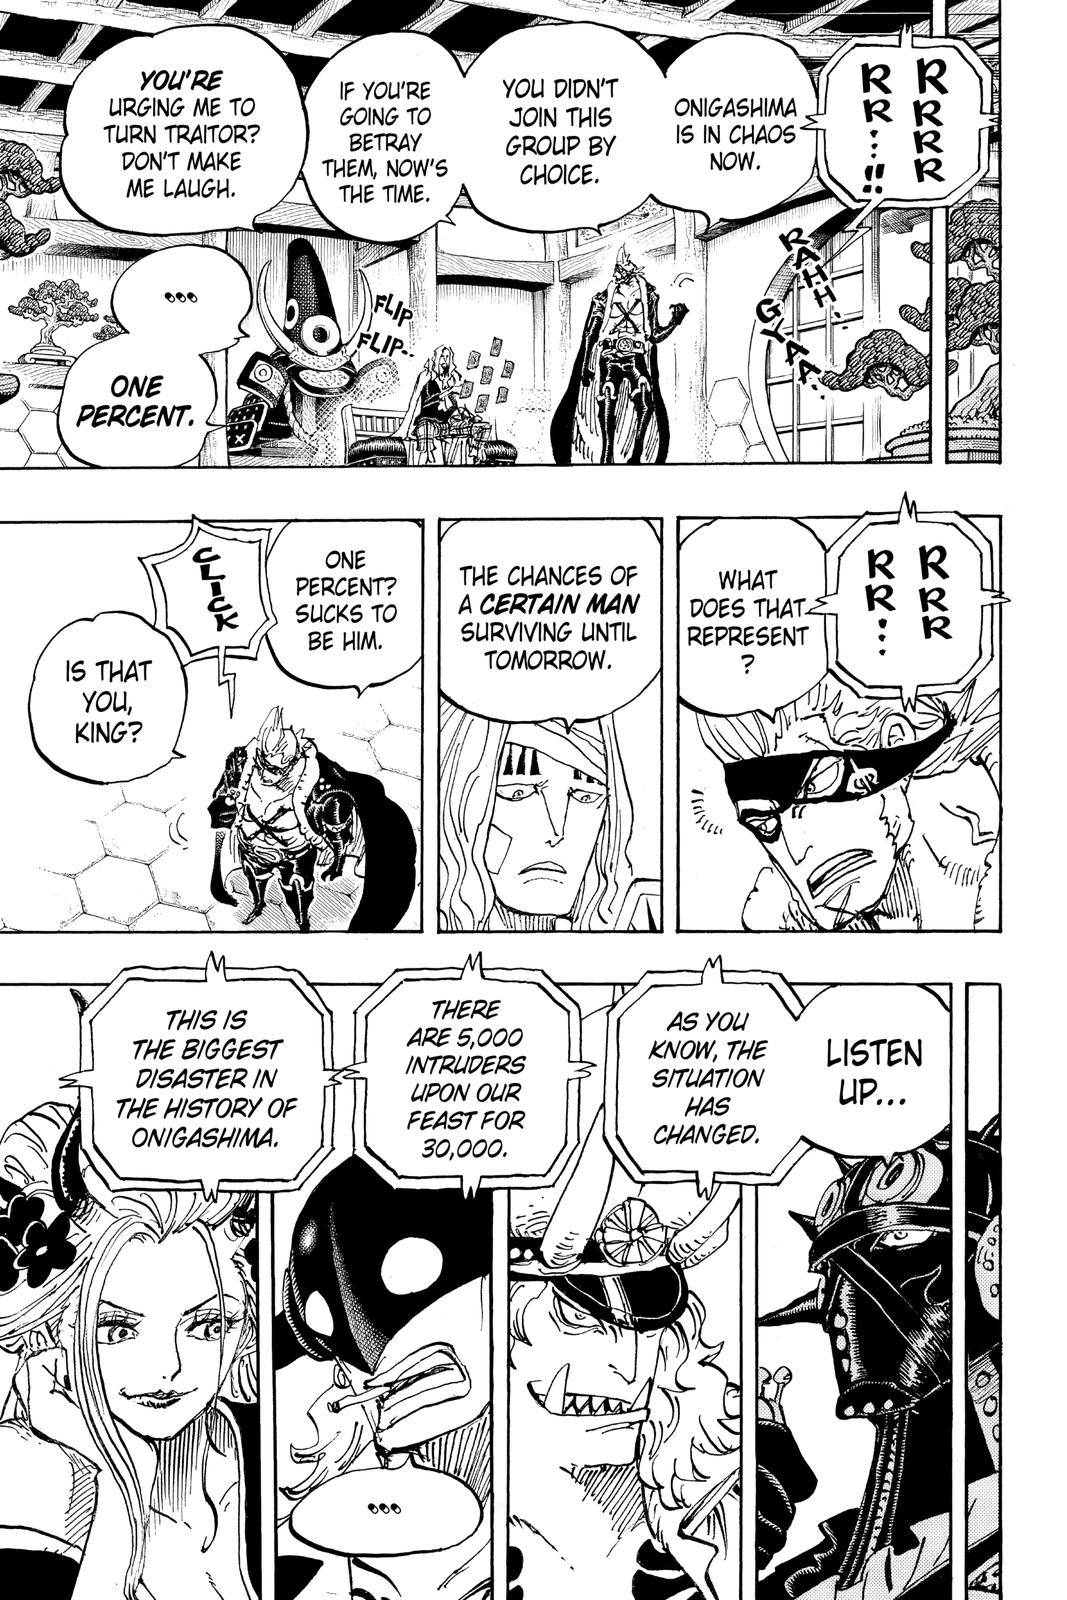 RRRR
RR...!!
ONIGASHIMA
IS IN CHAOS
NOW.
YOU DIDN'T
JOIN THIS
GROUP BY
CHOICE.
IF YOU'RE
GOING TO
BETRAY
THEM, NOW'S
THE TIME.
YOU'RE
URGING ME TO
TURN TRAITOR?
DON'T MAKE
ME LAUGH.
RAHH..
GYAA..
FLIP
FLIP..
...
ONE
PERCENT.
RRR
RR...
WHAT
DOES THAT
REPRESENT
?
THE CHANCES OF
A CERTAIN MAN
SURVIVING UNTIL
TOMORROW.
ONE
PERCENT?
SUCKS TO
BE HIM.
CLICK
IS THAT
YOU,
KING?
LISTEN
UP...
AS YOU
KNOW, THE
SITUATION
HAS
CHANGED.
THERE
ARE 5,000
INTRUDERS
UPON OUR
FEAST FOR
30,000.
THIS IS
THE BIGGEST
DISASTER IN
THE HISTORY OF
ONIGASHIMA.
...